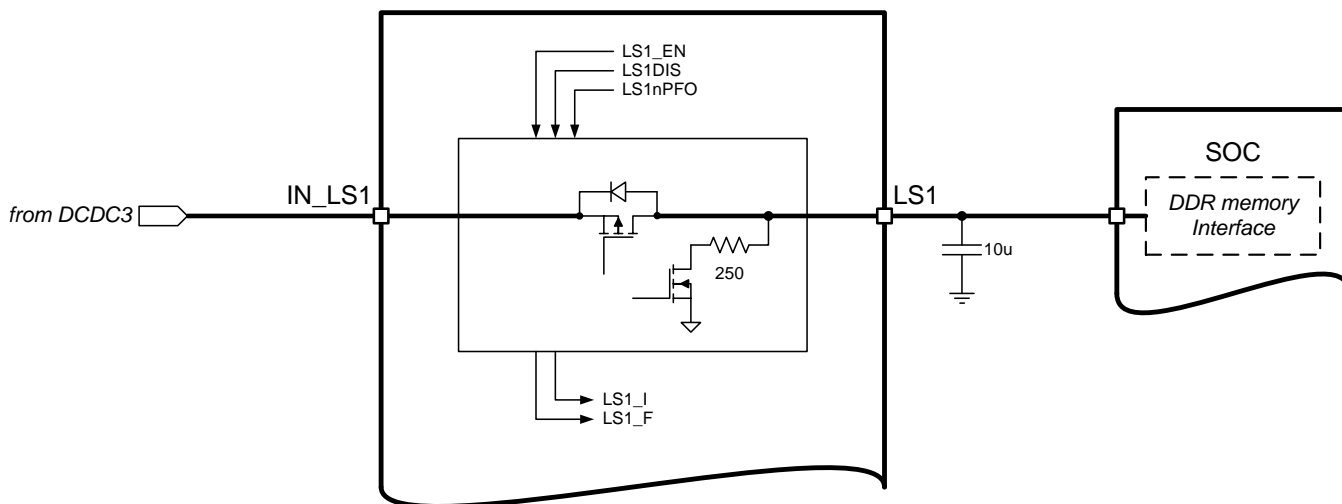 LS1_EN
LS1DIS
LS1nPFO
SOC
IN_LS1
LS1
from DCDC3
DDR memory
Interface
10u
250
LS1_I
LS1_F